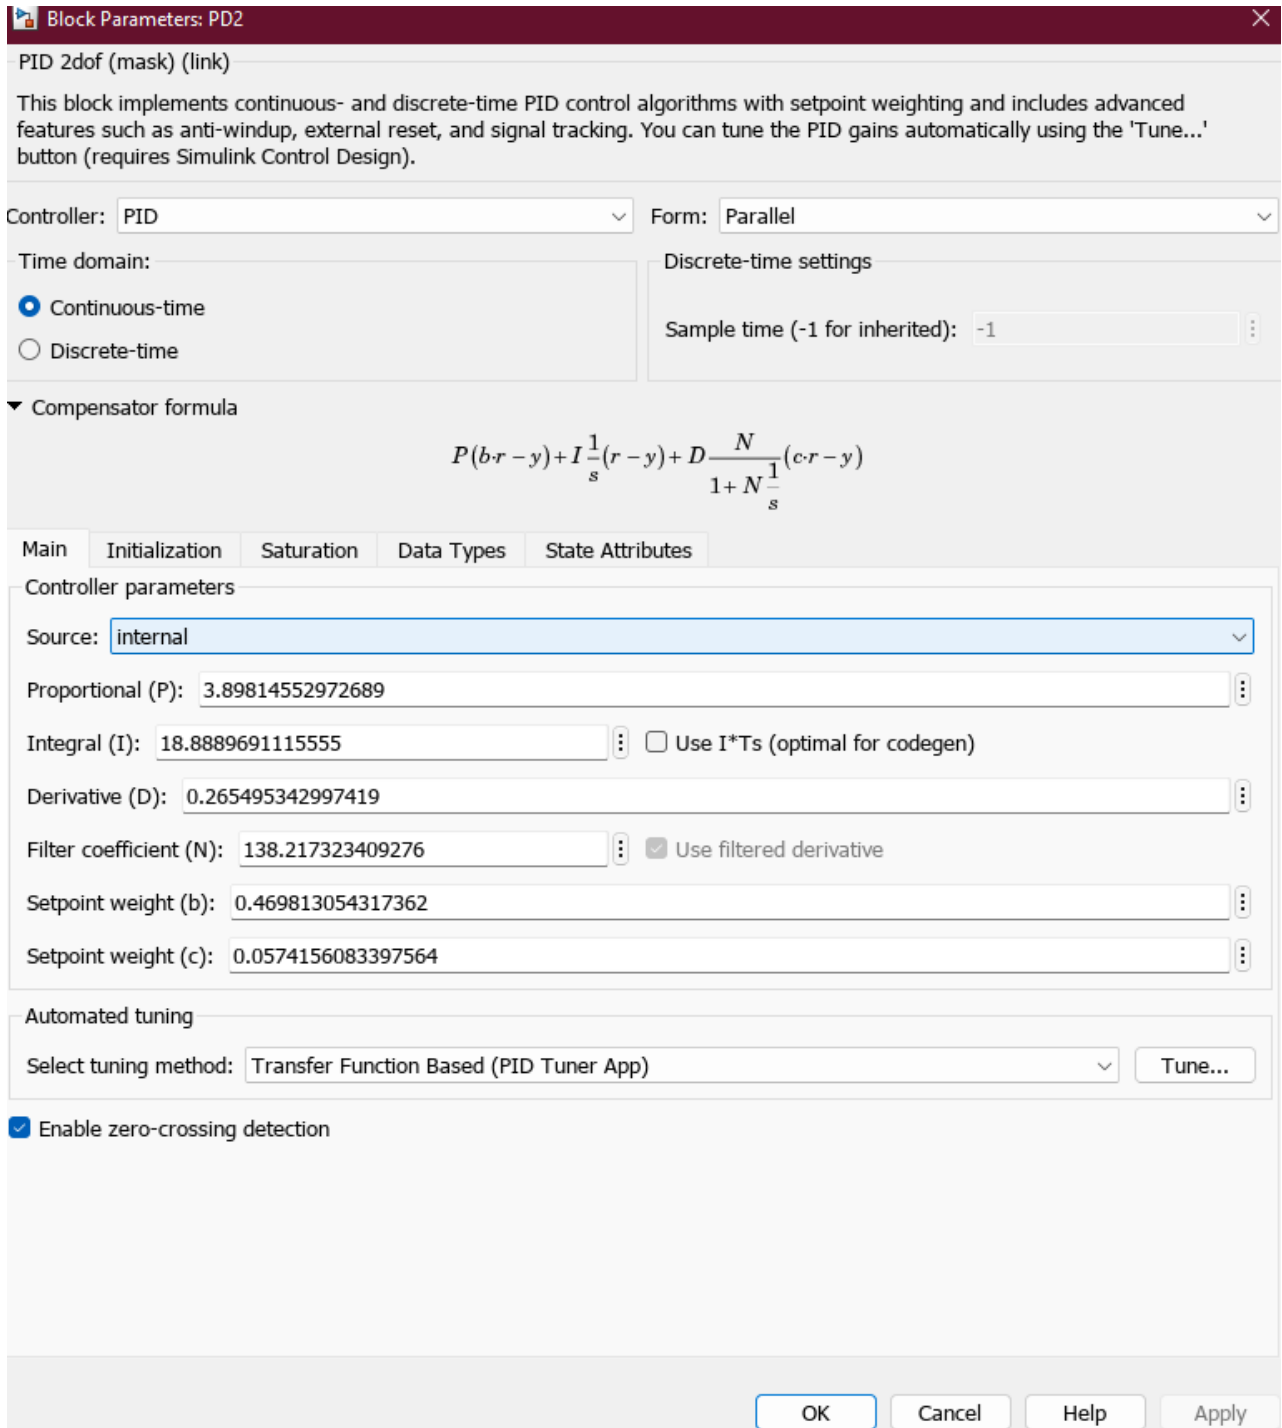 Block Parameters: PD2
PID 2dof (mask) (link)
This block implements continuous- and discrete-time PID control algorithms with setpoint weighting and includes advanced
features such as anti-windup, external reset, and signal tracking. You can tune the PID gains automatically using the 'Tune...'
button (requires Simulink Control Design).
Controller: PID Form: Parallel
Time domain: Discrete-time settings
Continuous-time
Sample time (-1 for inherited): -1
Discrete-time
Compensator formula
P(b·r − y) + I 1/s (r − y) + D N/(1 + N 1/s) (c·r − y)
Main Initialization Saturation Data Types State Attributes
Controller parameters
Source: internal
Proportional (P): 3.89814552972689
Integral (I): 18.8889691115555 Use I*Ts (optimal for codegen)
Derivative (D): 0.265495342997419
Filter coefficient (N): 138.217323409276 Use filtered derivative
Setpoint weight (b): 0.469813054317362
Setpoint weight (c): 0.0574156083397564
Automated tuning
Select tuning method: Transfer Function Based (PID Tuner App) Tune...
Enable zero-crossing detection
OK Cancel Help Apply